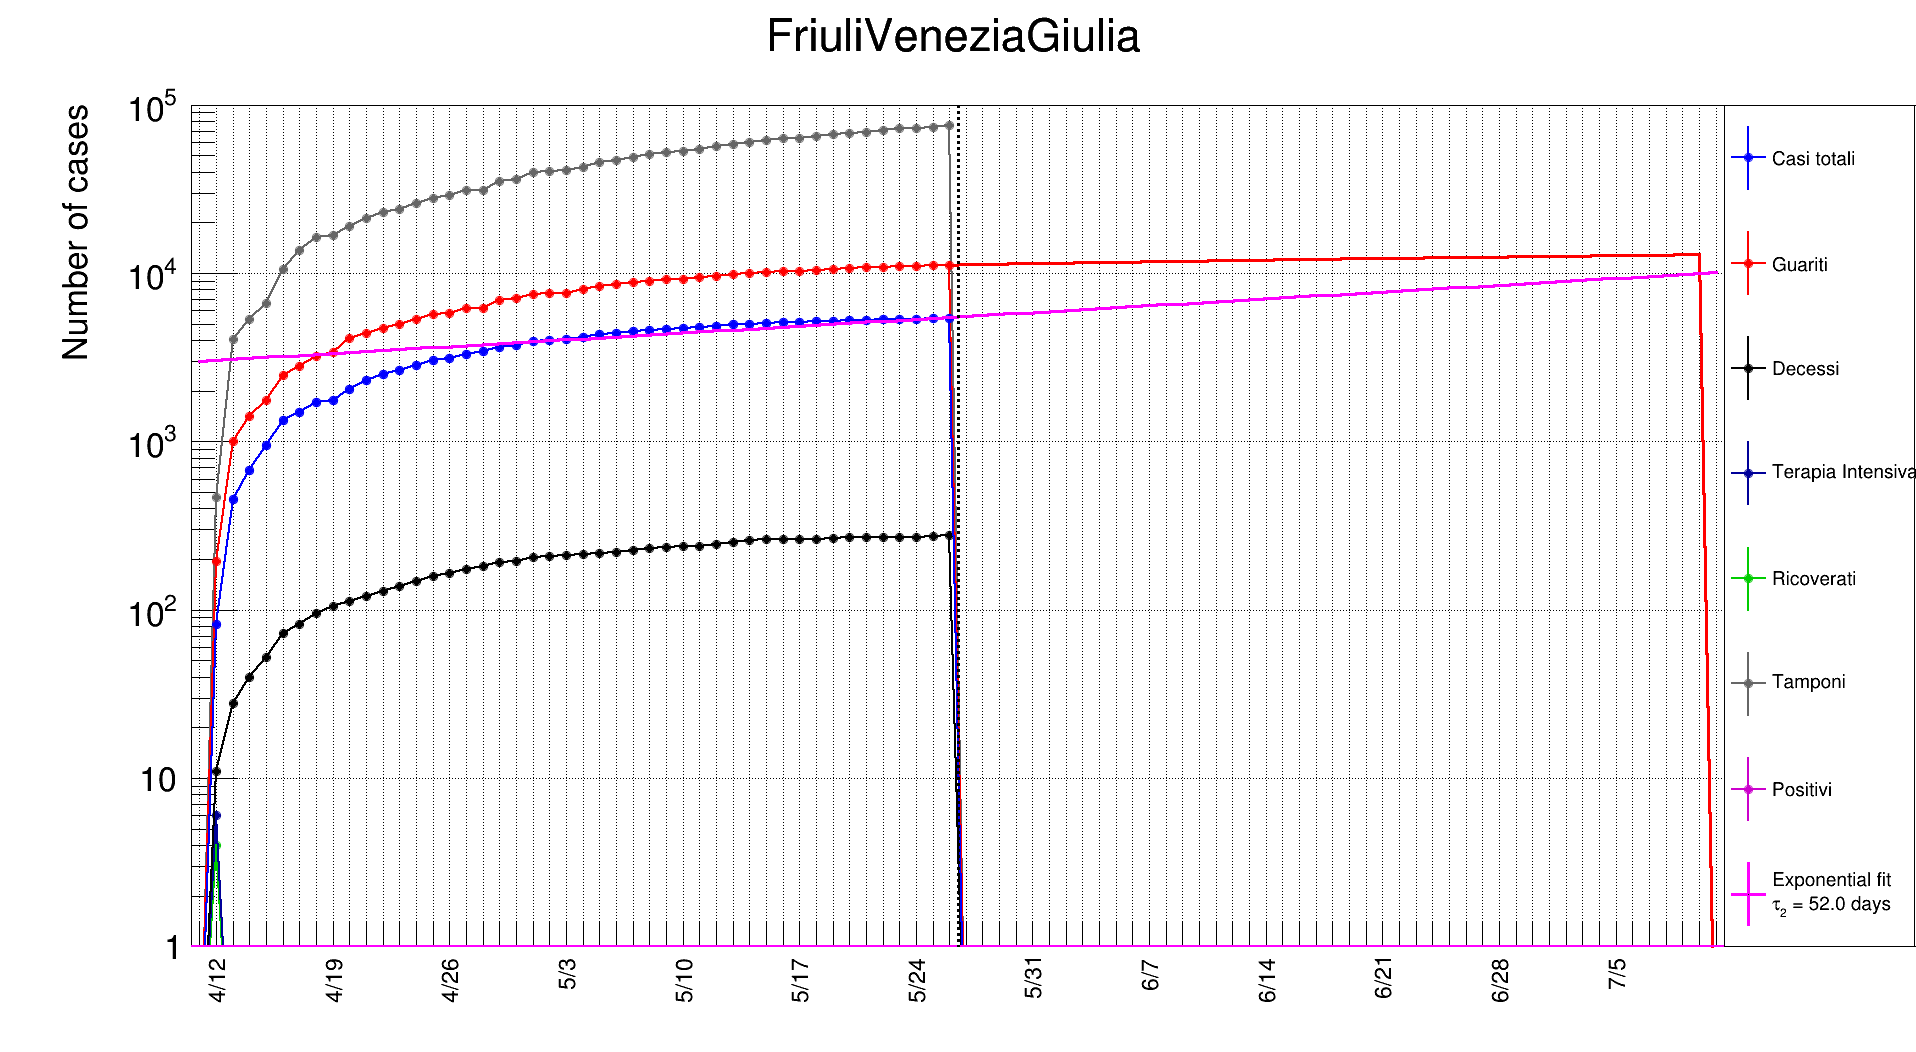 FriuliVeneziaGiulia
Number of cases
10^5
10^4
10^3
10^2
10
1
4/12
4/19
4/26
5/3
5/10
5/17
5/24
5/31
6/7
6/14
6/21
6/28
7/5
Casi totali
Guariti
Decessi
Terapia Intensiva
Ricoverati
Tamponi
Positivi
Exponential fit
τ₂ = 52.0 days